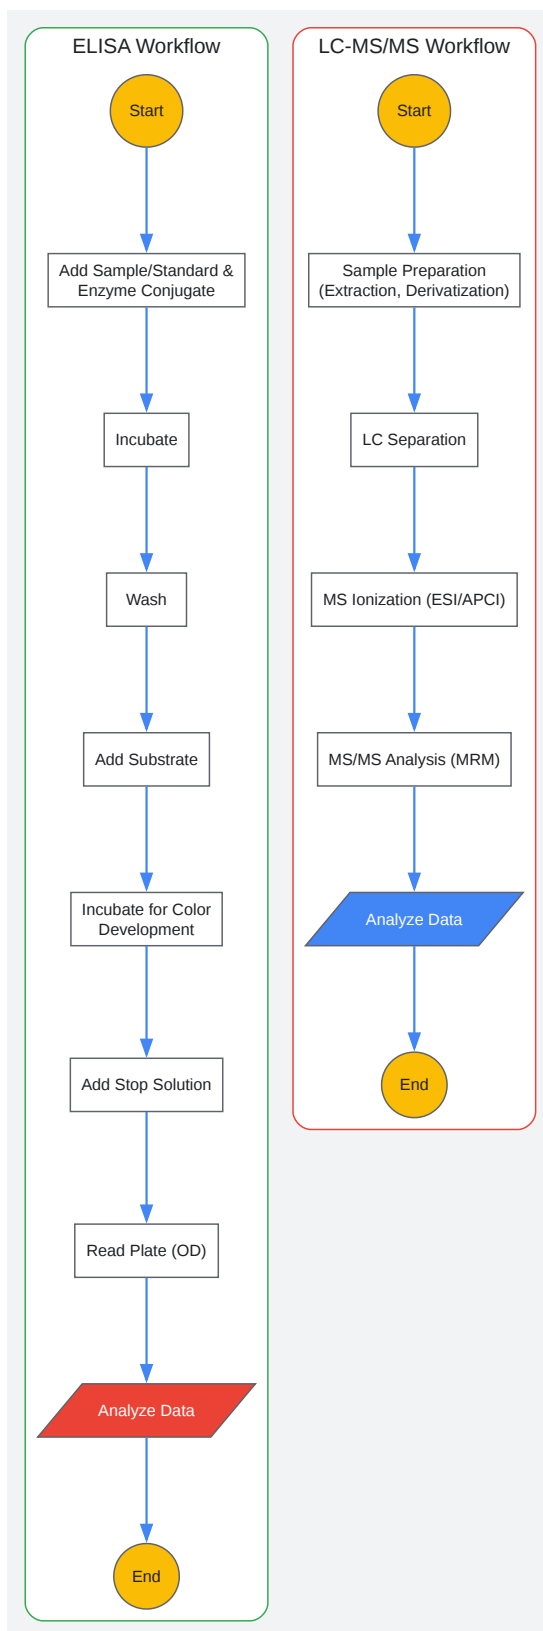 ELISA Workflow
Start
Add Sample/Standard &
Enzyme Conjugate
Incubate
Wash
Add Substrate
Incubate for Color
Development
Add Stop Solution
Read Plate (OD)
Analyze Data
End
LC-MS/MS Workflow
Start
Sample Preparation
(Extraction, Derivatization)
LC Separation
MS Ionization (ESI/APCI)
MS/MS Analysis (MRM)
Analyze Data
End